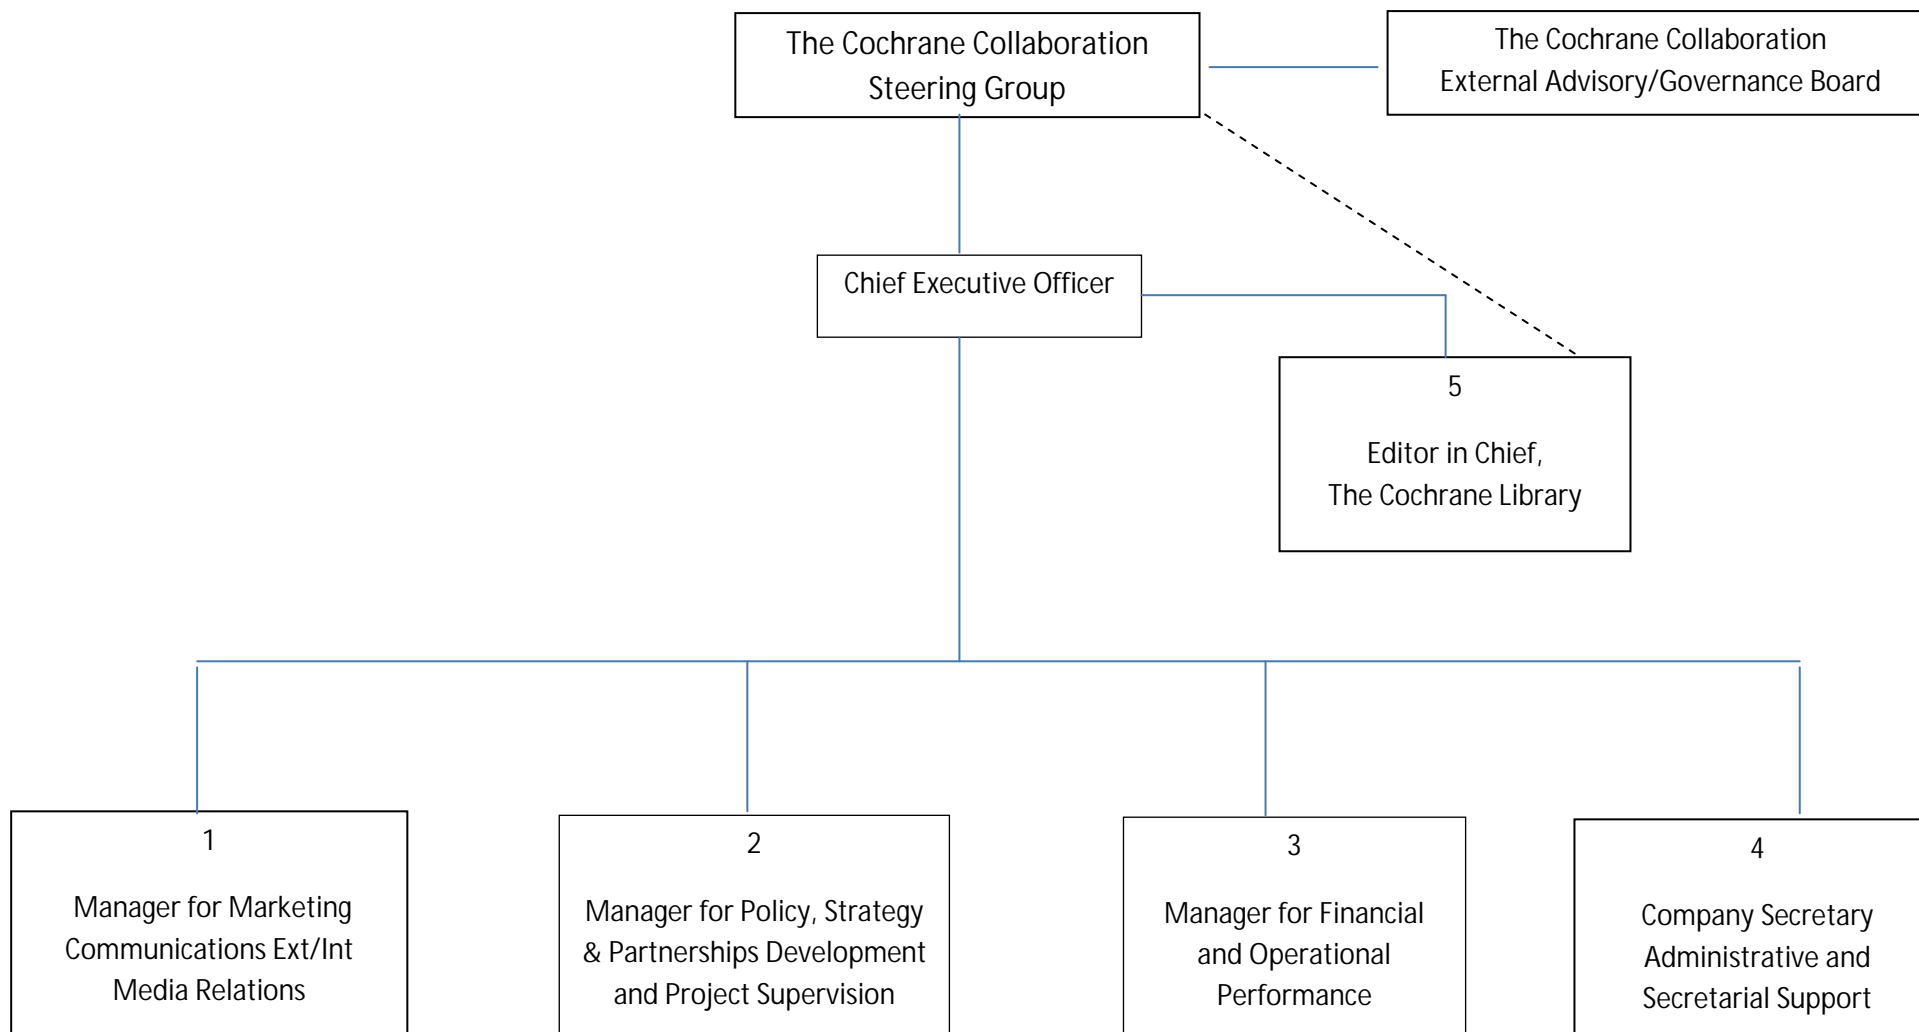 The Cochrane Collaboration
Steering Group
The Cochrane Collaboration
External Advisory/Governance Board
Chief Executive Officer
5
Editor in Chief,
The Cochrane Library
1
Manager for Marketing
Communications Ext/Int
Media Relations
2
Manager for Policy, Strategy
& Partnerships Development
and Project Supervision
3
Manager for Financial
and Operational
Performance
4
Company Secretary
Administrative and
Secretarial Support